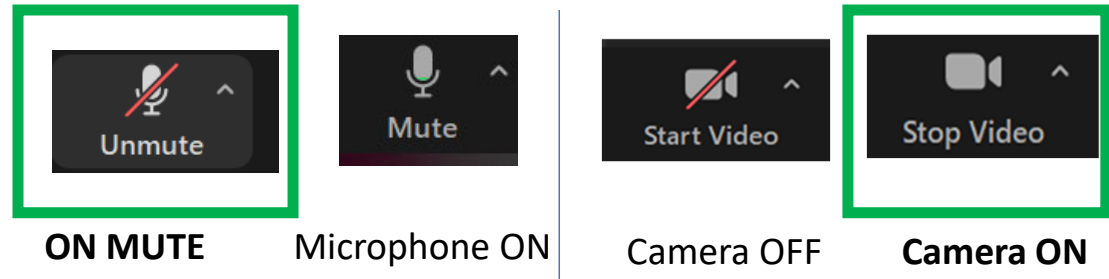 Unmute
Mute
Start Video
Stop Video
ON MUTE
Microphone ON
Camera OFF
Camera ON